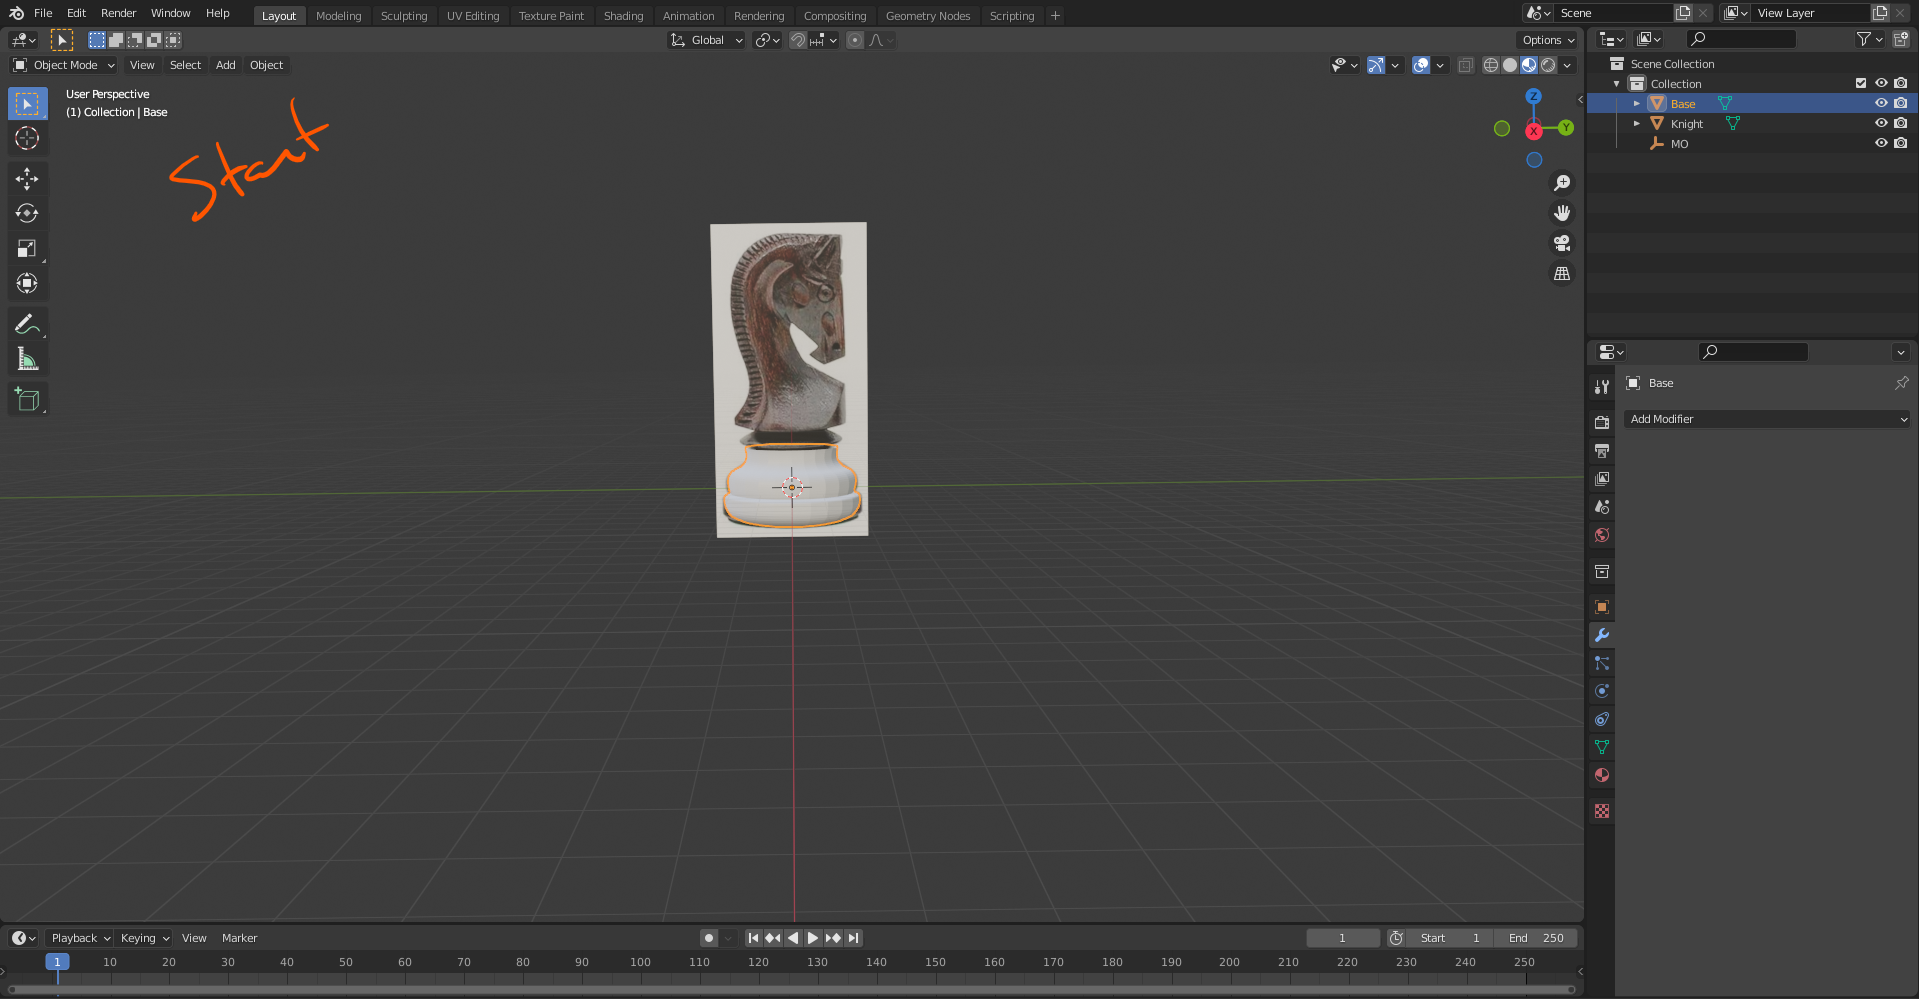 File Edit Render Window Help Layout Modeling Sculpting UV Editing Texture Paint Shading Animation Rendering Compositing Geometry Nodes Scripting + Scene View Layer
Global Options
Object Mode View Select Add Object
User Perspective
(1) Collection | Base
Start
Z
Y
X
Scene Collection
Collection
Base
Knight
MO
Base
Add Modifier
Playback Keying View Marker 1 Start 1 End 250
1 10 20 30 40 50 60 70 80 90 100 110 120 130 140 150 160 170 180 190 200 210 220 230 240 250